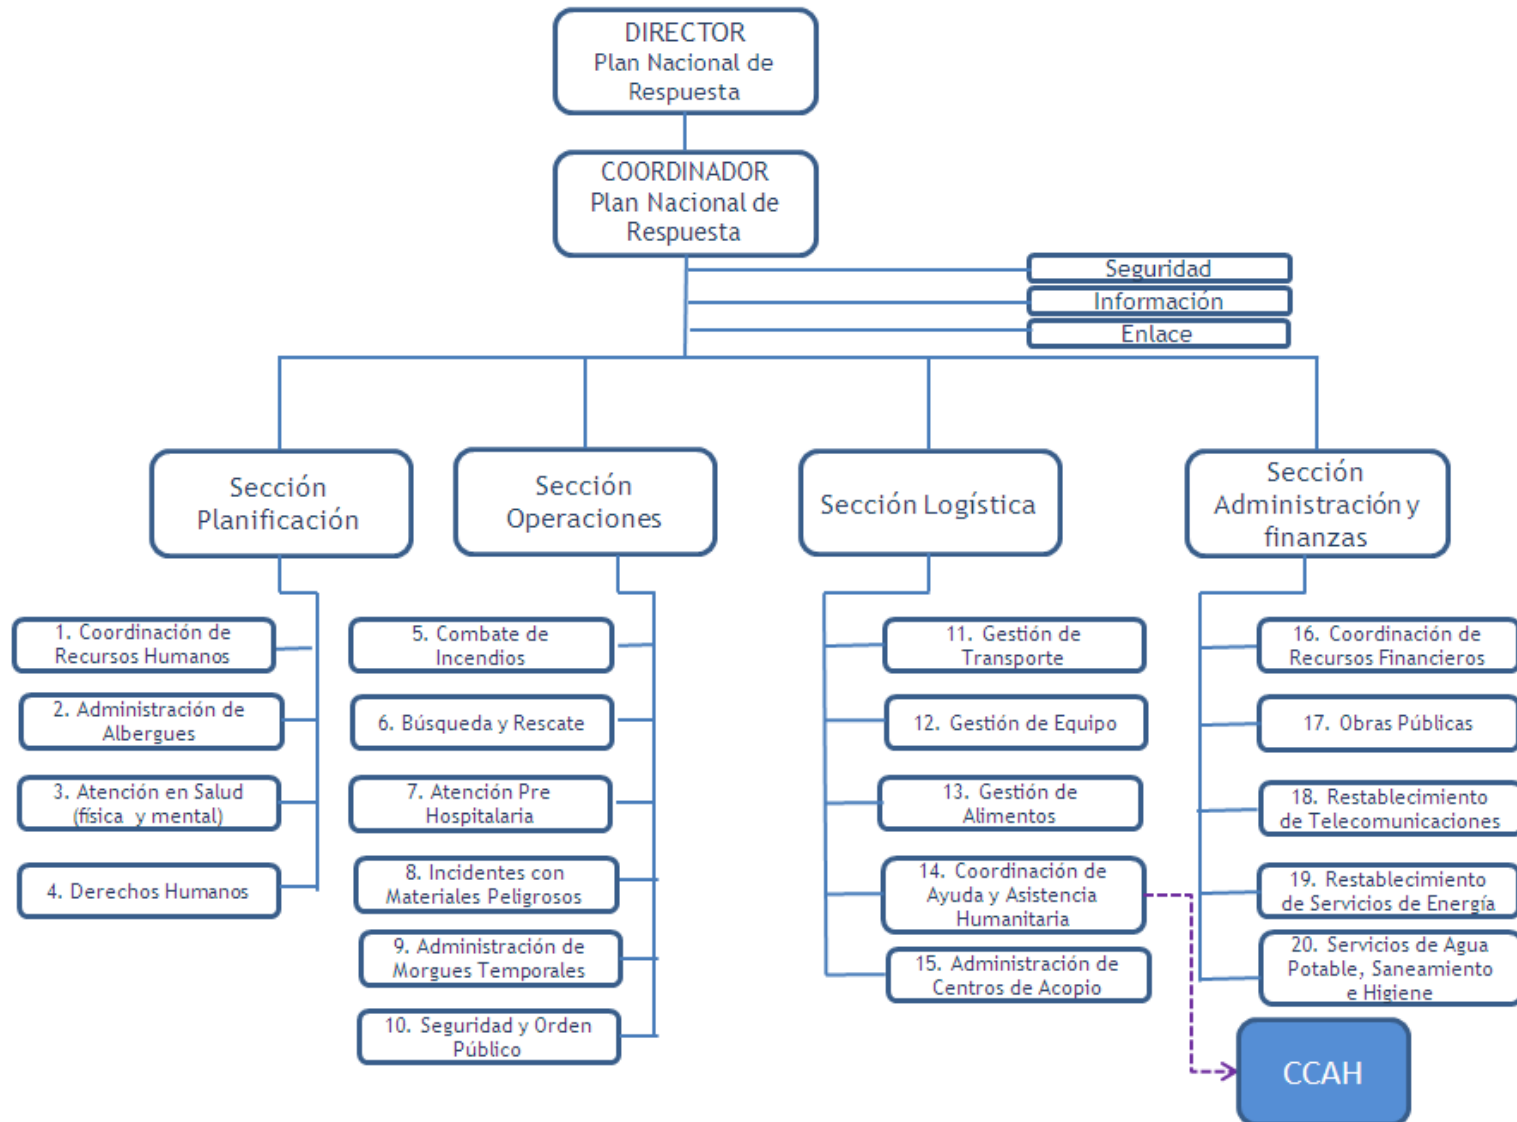 DIRECTOR
Plan Nacional de
Respuesta
COORDINADOR
Plan Nacional de
Respuesta
Seguridad
Información
Enlace
Sección
Planificación
Sección
Operaciones
Sección Logística
Sección
Administración y
finanzas
1. Coordinación de
Recursos Humanos
2. Administración de
Albergues
3. Atención en Salud
(física y mental)
4. Derechos Humanos
5. Combate de
Incendios
6. Búsqueda y Rescate
7. Atención Pre
Hospitalaria
8. Incidentes con
Materiales Peligrosos
9. Administración de
Morgues Temporales
10. Seguridad y Orden
Público
11. Gestión de
Transporte
12. Gestión de Equipo
13. Gestión de
Alimentos
14. Coordinación de
Ayuda y Asistencia
Humanitaria
15. Administración de
Centros de Acopio
16. Coordinación de
Recursos Financieros
17. Obras Públicas
18. Restablecimiento
de Telecomunicaciones
19. Restablecimiento
de Servicios de Energía
20. Servicios de Agua
Potable, Saneamiento
e Higiene
CCAH